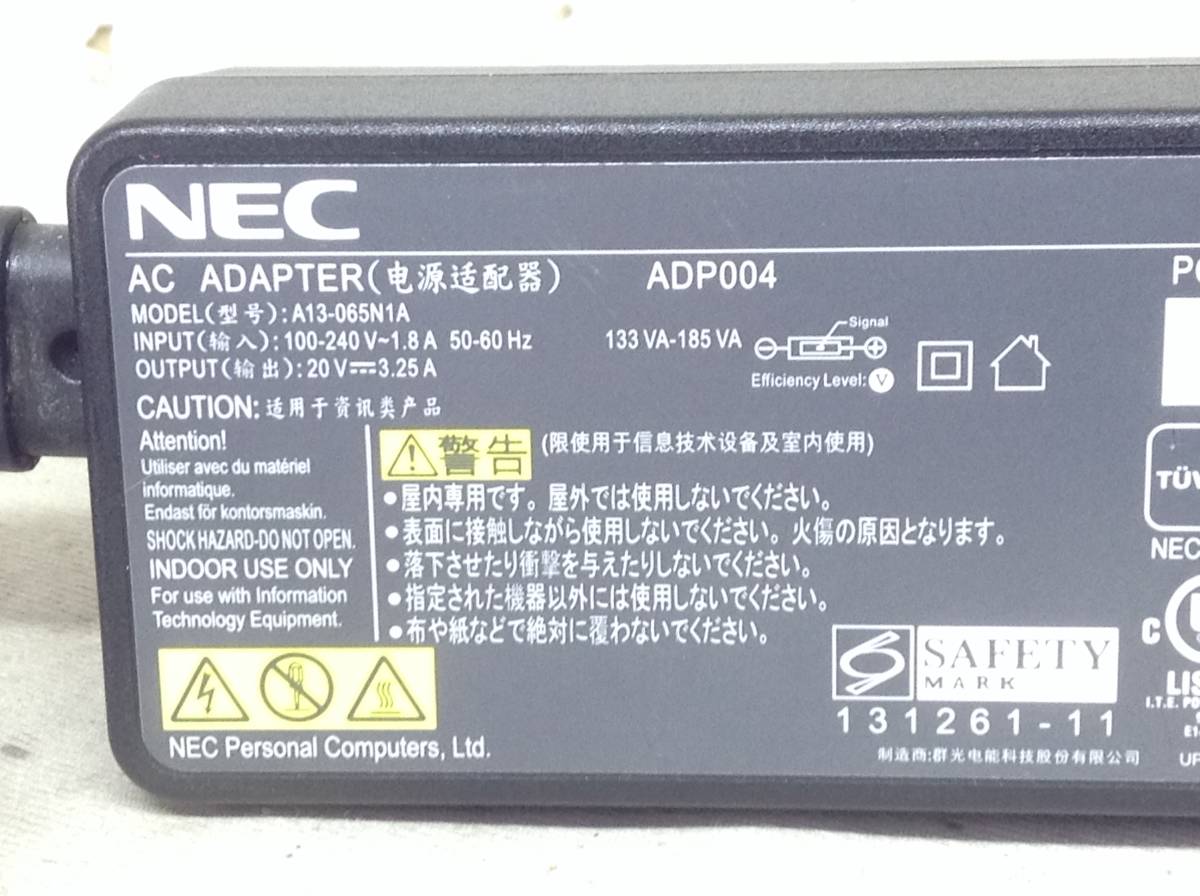 NEC
AC ADAPTER(电源适配器) ADP004
MODEL(型号):A13-065N1A
INPUT(输入):100-240 V~1.8 A 50-60 Hz 133 VA-185 VA
Signal
OUTPUT(输出):20 V⎓3.25 A
Efficiency Level: V
CAUTION:适用于资讯类产品
Attention!
Utiliser avec du matériel
informatique.
Endast för kontorsmaskin.
SHOCK HAZARD-DO NOT OPEN.
INDOOR USE ONLY
For use with Information
Technology Equipment.
警告 (限使用于信息技术设备及室内使用)
●屋内専用です。屋外では使用しないでください。
●表面に接触しながら使用しないでください。火傷の原因となります。
●落下させたり衝撃を与えたりしないでください。
●指定された機器以外には使用しないでください。
●布や紙などで絶対に覆わないでください。
NEC Personal Computers, Ltd.
SAFETY
MARK
131261-11
制造商:群光电能科技股份有限公司
TÜV
NEC
C
LIS
I.T.E. PO